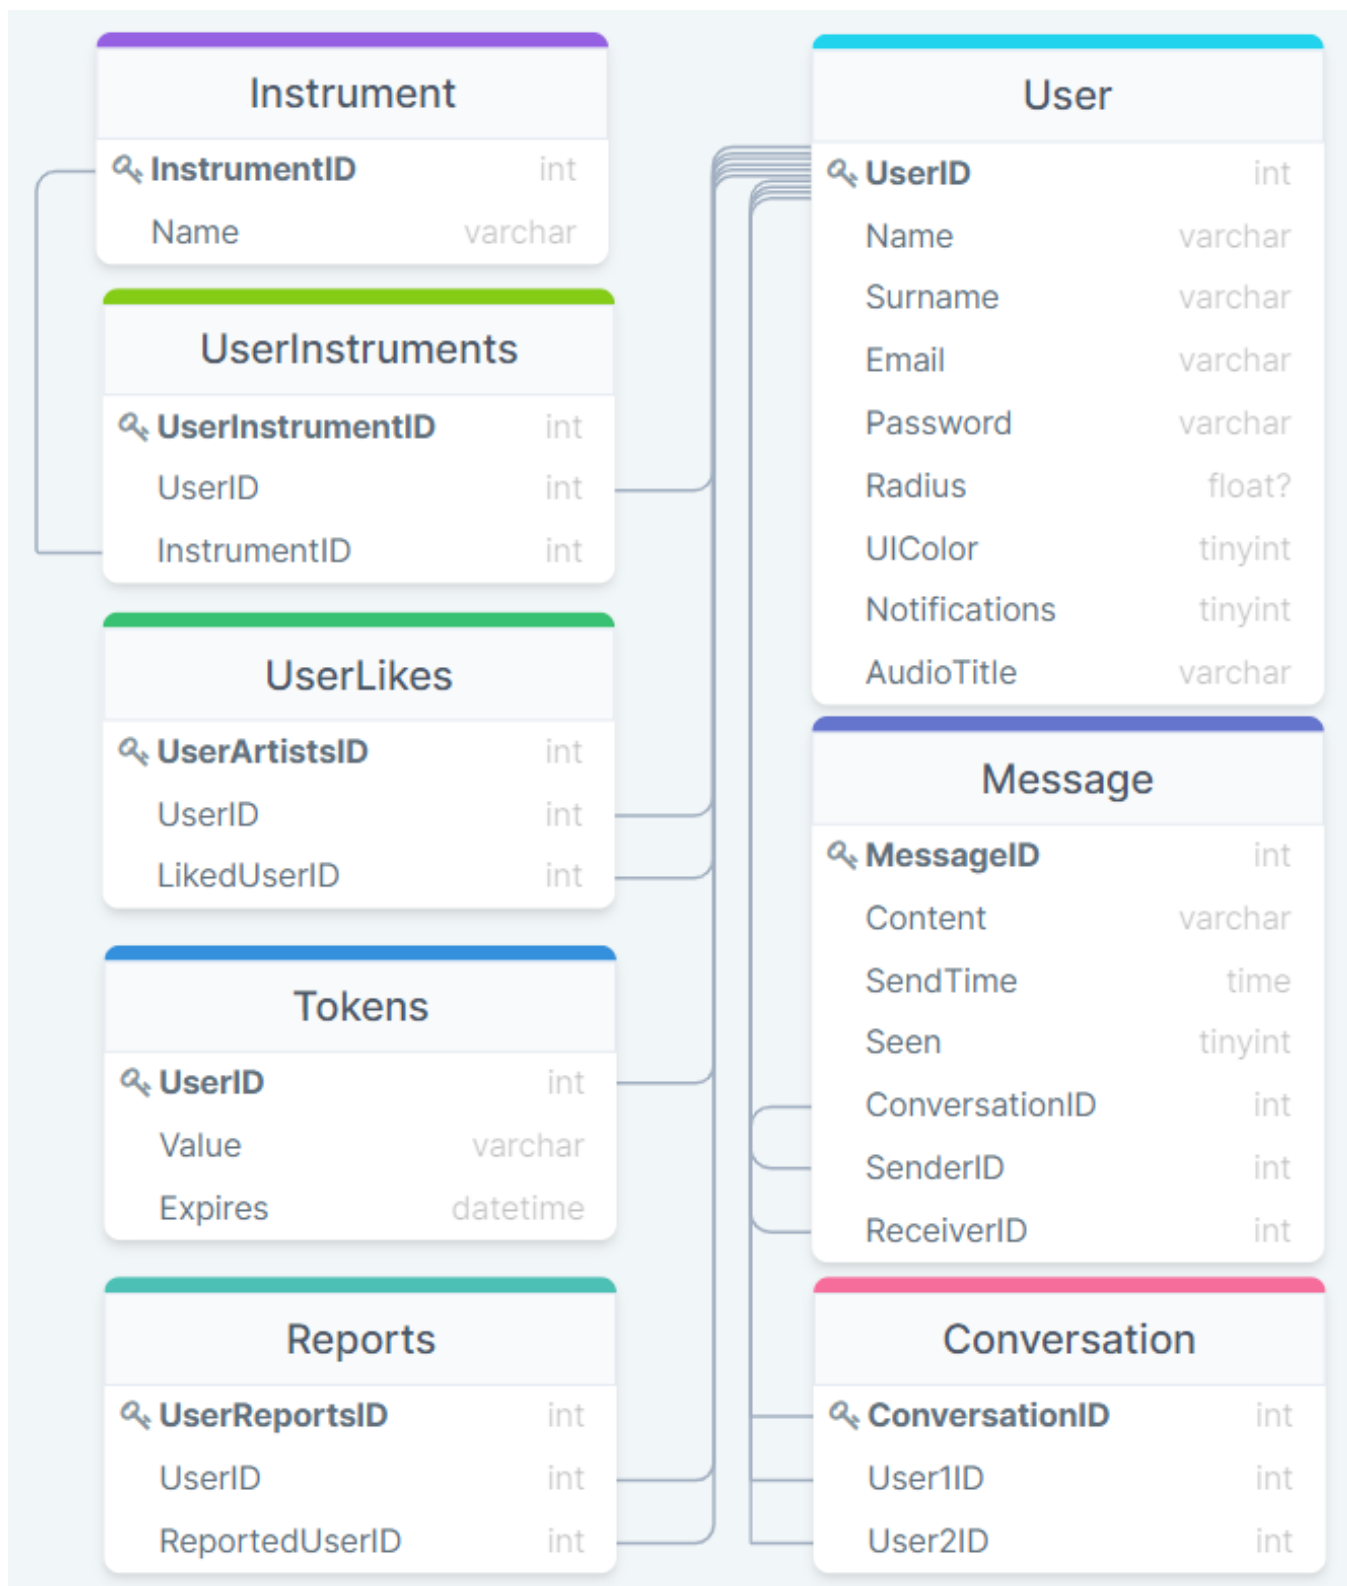 Instrument
InstrumentID int
Name varchar
UserInstruments
UserInstrumentID int
UserID int
InstrumentID int
UserLikes
UserArtistsID int
UserID int
LikedUserID int
Tokens
UserID int
Value varchar
Expires datetime
Reports
UserReportsID int
UserID int
ReportedUserID int
User
UserID int
Name varchar
Surname varchar
Email varchar
Password varchar
Radius float?
UIColor tinyint
Notifications tinyint
AudioTitle varchar
Message
MessageID int
Content varchar
SendTime time
Seen tinyint
ConversationID int
SenderID int
ReceiverID int
Conversation
ConversationID int
User1ID int
User2ID int